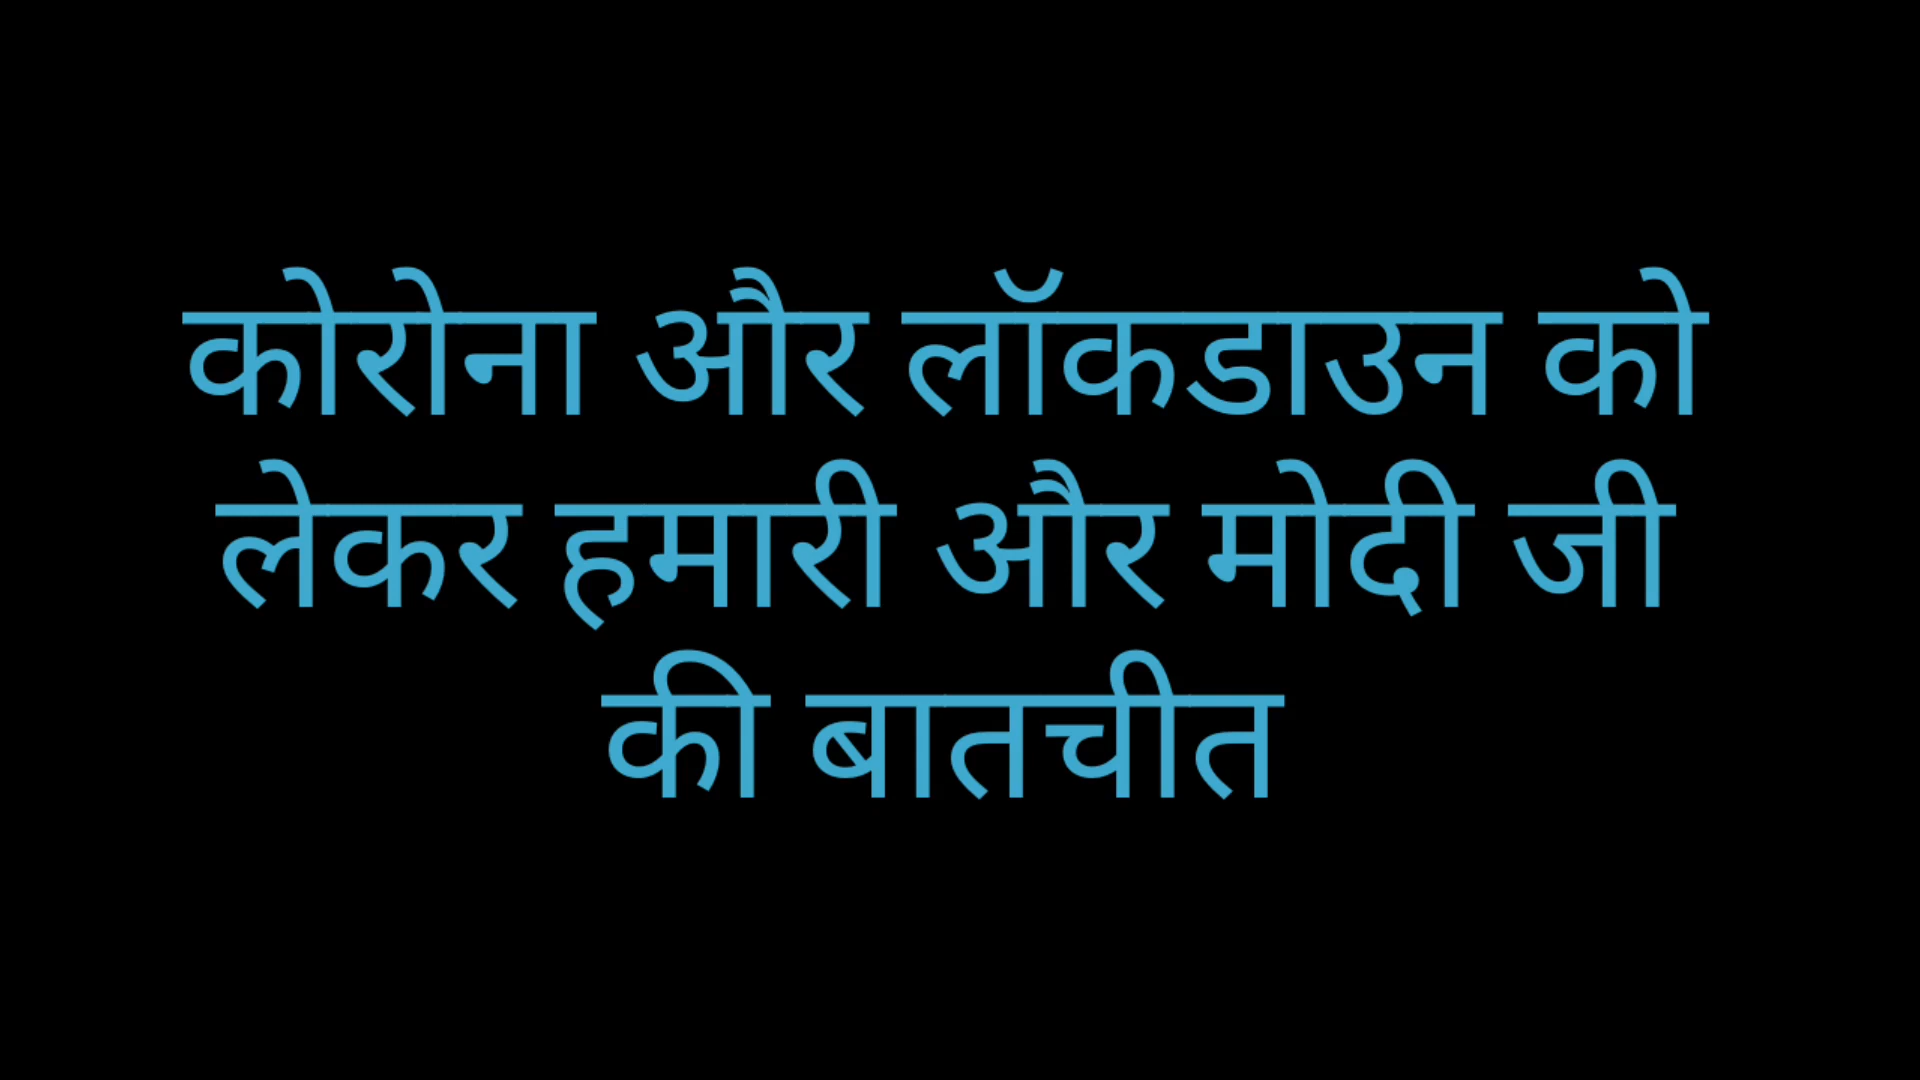 कोरोना और लॉकडाउन को
लेकर हमारी और मोदी जी
की बातचीत